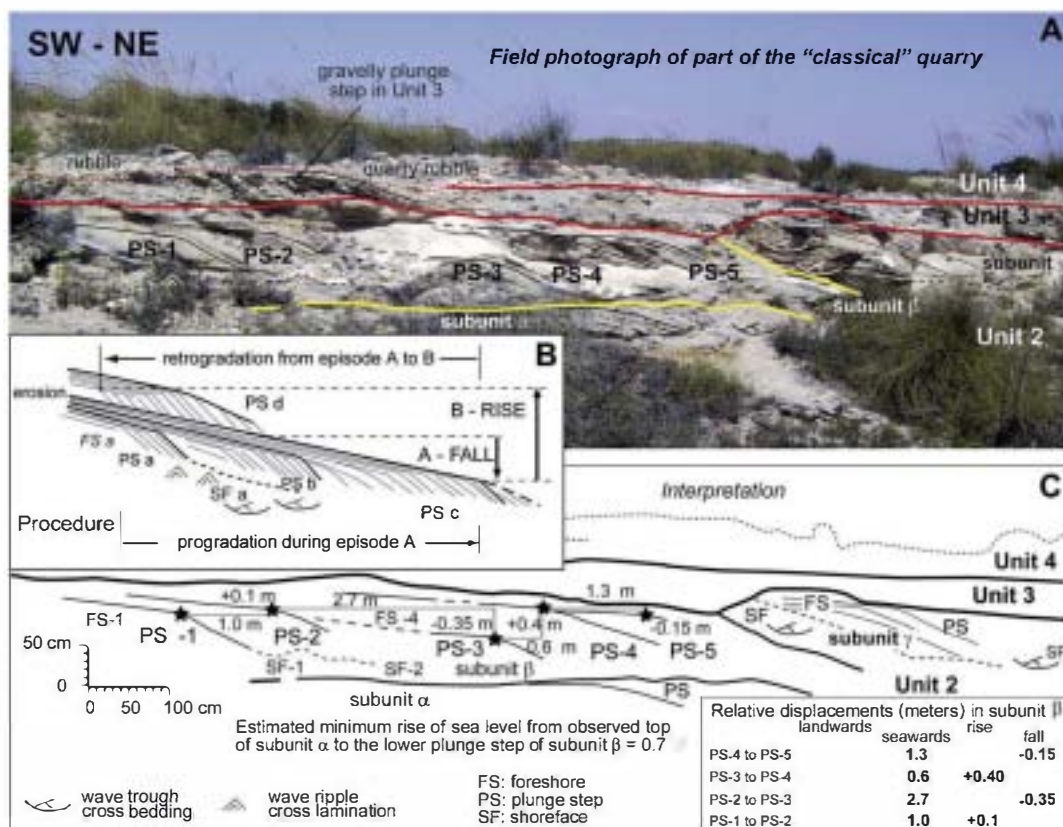 SW - NE
A
Field photograph of part of the “classical” quarry
gravelly plunge
step in Unit 3
rubble
quarry rubble
Unit 4
Unit 3
PS-1
PS-2
PS-3
PS-4
PS-5
subunit
subunit β
subunit
Unit 2
B
retrogradation from episode A to B
erosion
PS d
B - RISE
A - FALL
FS a
PS a
SF a
PS b
PS c
Procedure
progradation during episode A
C
Interpretation
Unit 4
Unit 3
+0.1 m
2.7 m
1.3 m
FS-1
PS -1
1.0 m
PS-2
FS-4
-0.35 m
+0.4 m
-0.15 m
PS-3
0.6 m
PS-4
PS-5
SF
FS
PS
subunit γ
SF
SF-1
SF-2
subunit β
Unit 2
50 cm
0
0 50 100 cm
subunit α
PS
Estimated minimum rise of sea level from observed top
of subunit α to the lower plunge step of subunit β = 0.7
wave trough
cross bedding
wave ripple
cross lamination
FS: foreshore
PS: plunge step
SF: shoreface
Relative displacements (meters) in subunit β
landwards seawards rise fall
PS-4 to PS-5 1.3 -0.15
PS-3 to PS-4 0.6 +0.40
PS-2 to PS-3 2.7 -0.35
PS-1 to PS-2 1.0 +0.1